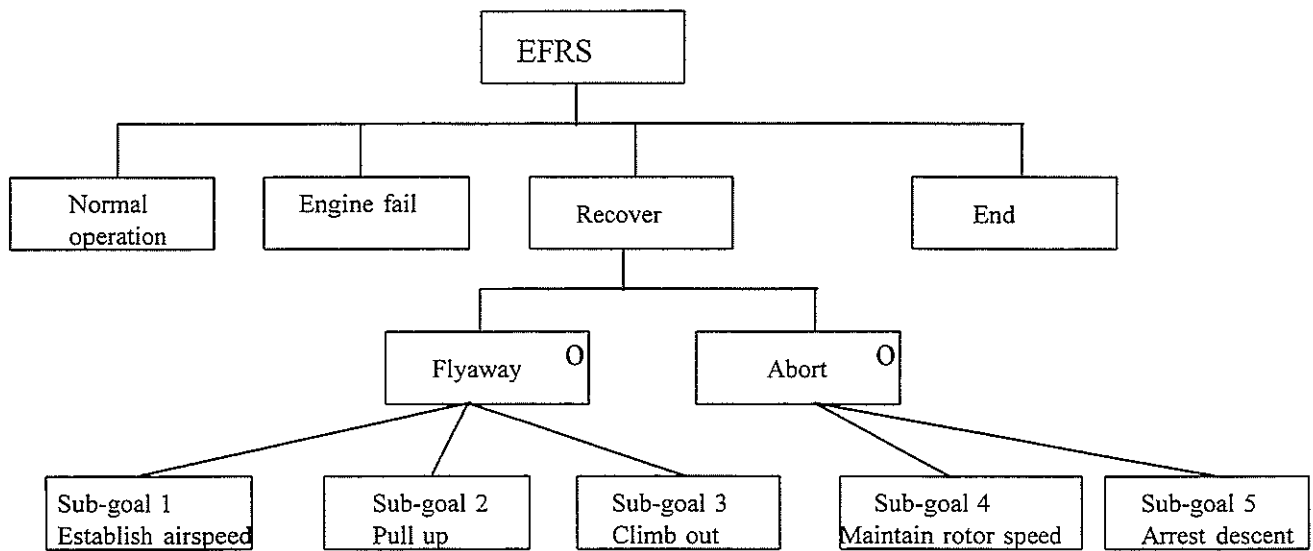 EFRS
Normal
operation
Engine fail
Recover
End
Flyaway
O
Abort
O
Sub-goal 1
Establish airspeed
Sub-goal 2
Pull up
Sub-goal 3
Climb out
Sub-goal 4
Maintain rotor speed
Sub-goal 5
Arrest descent